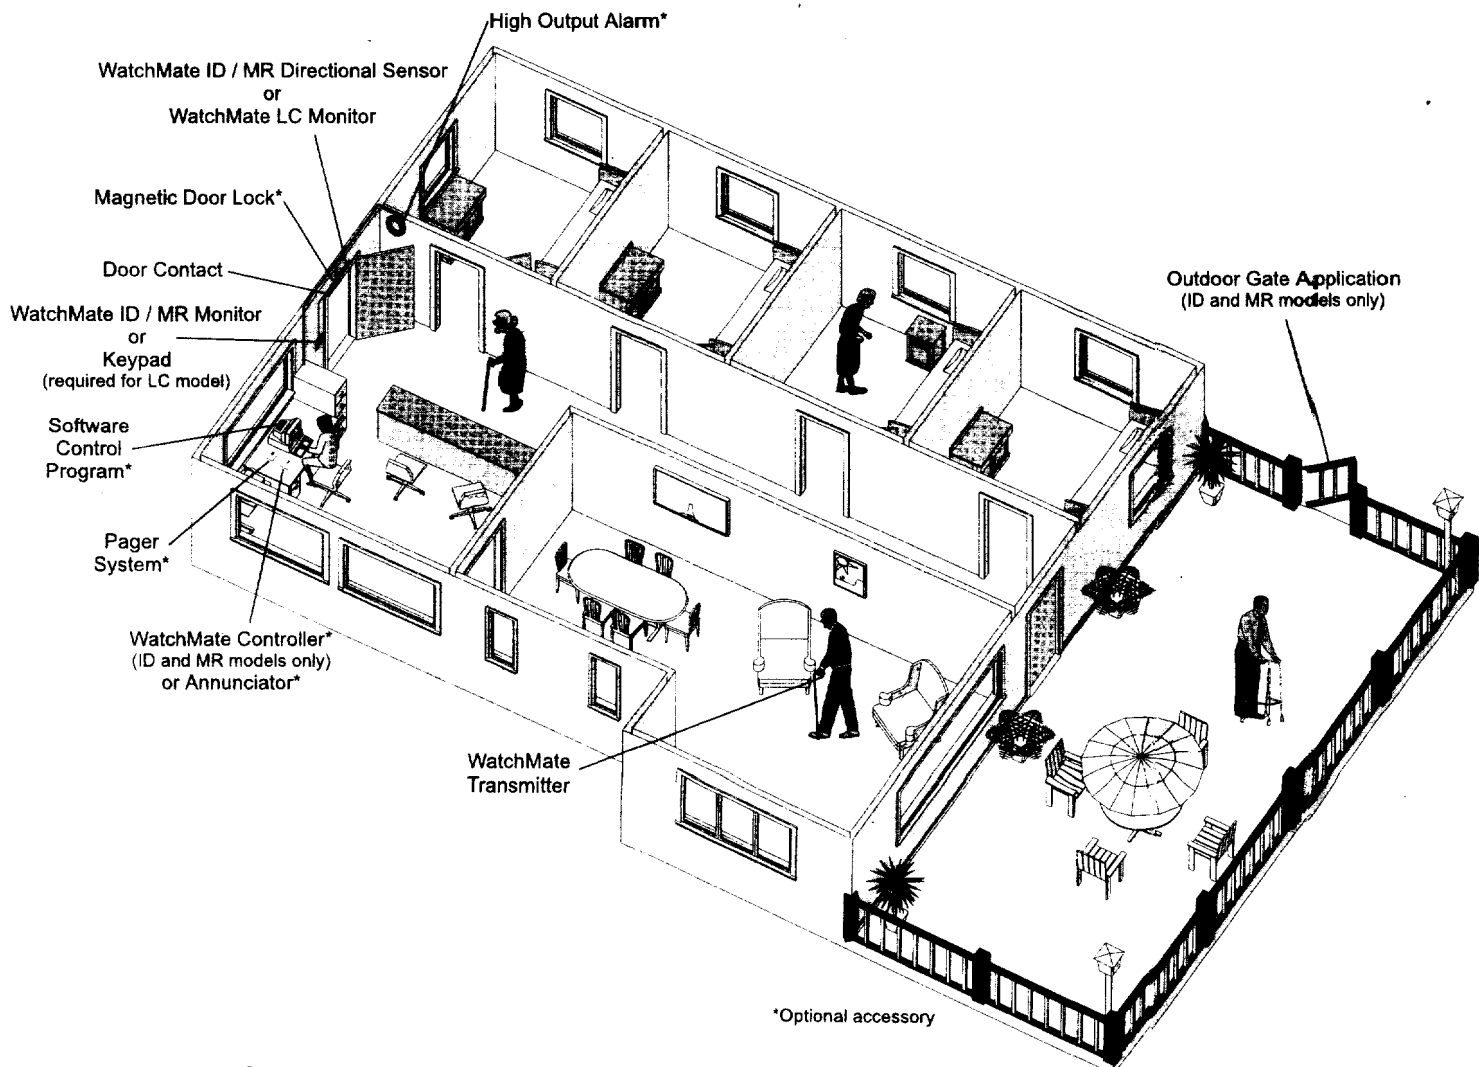 High Output Alarm*
WatchMate ID / MR Directional Sensor
or
WatchMate LC Monitor
Magnetic Door Lock*
Door Contact
WatchMate ID / MR Monitor
or
Keypad
(required for LC model)
Software
Control
Program*
Pager
System*
WatchMate Controller*
(ID and MR models only)
or Annunciator*
WatchMate
Transmitter
Outdoor Gate Application
(ID and MR models only)
*Optional accessory